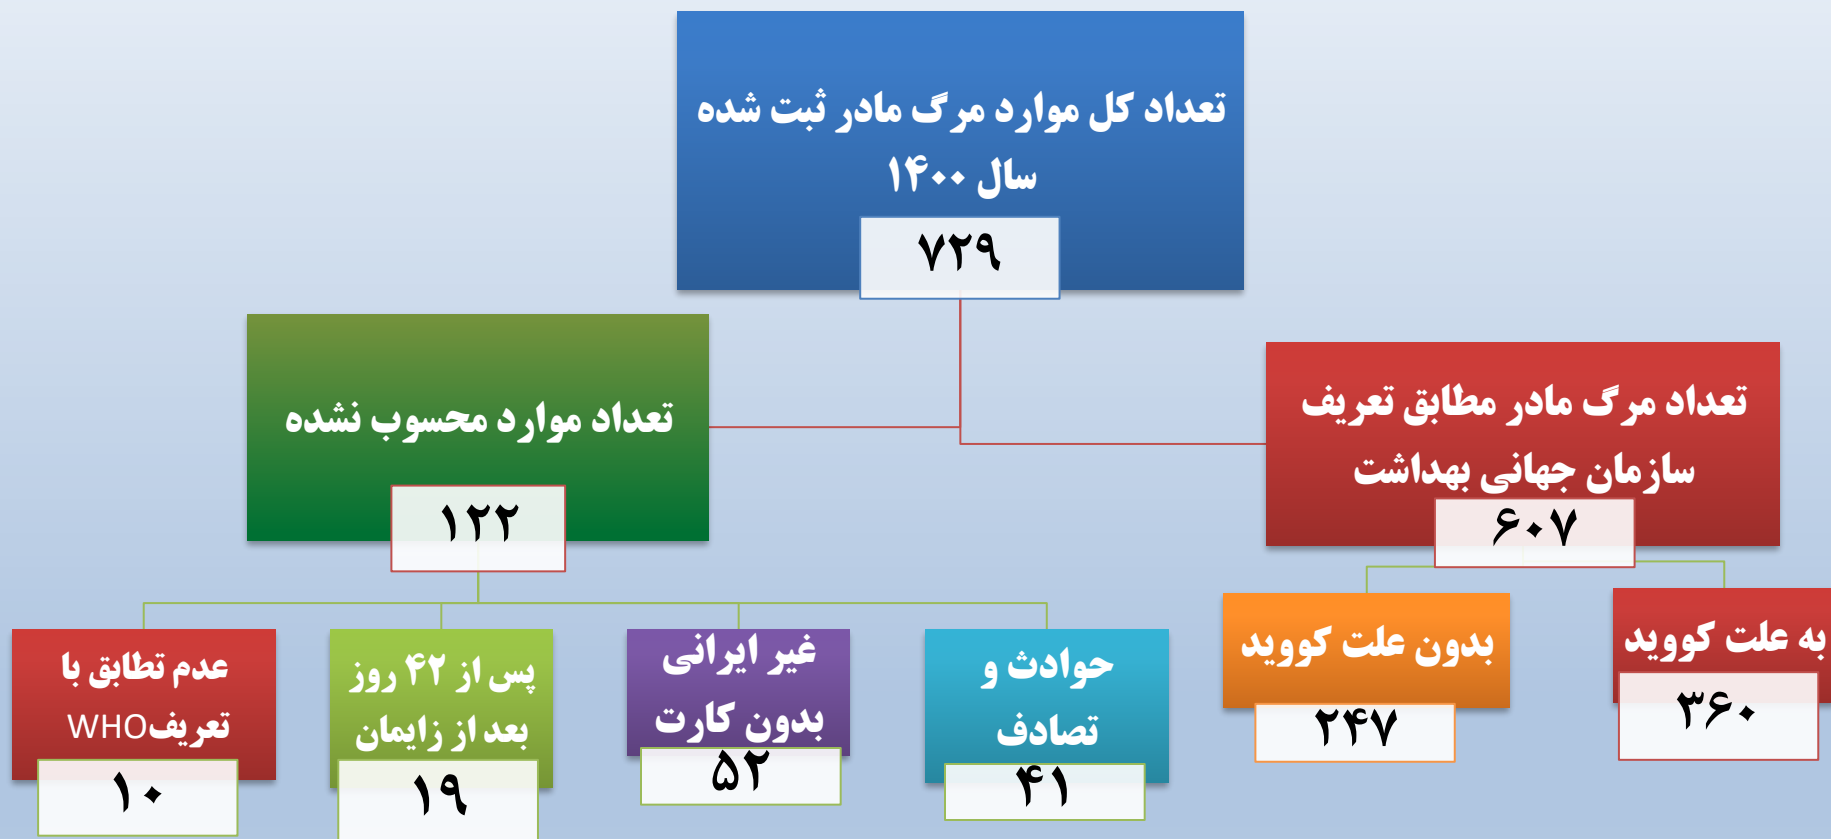 تعداد کل موارد مرگ مادر ثبت شده
سال ۱۴۰۰
۷۲۹
تعداد مرگ مادر مطابق تعریف
سازمان جهانی بهداشت
۶۰۷
تعداد موارد محسوب نشده
۱۲۲
به علت کووید
۳۶۰
بدون علت کووید
۲۴۷
حوادث و
تصادف
۴۱
غیر ایرانی
بدون کارت
۵۲
پس از ۴۲ روز
بعد از زایمان
۱۹
عدم تطابق با
تعریفWHO
۱۰